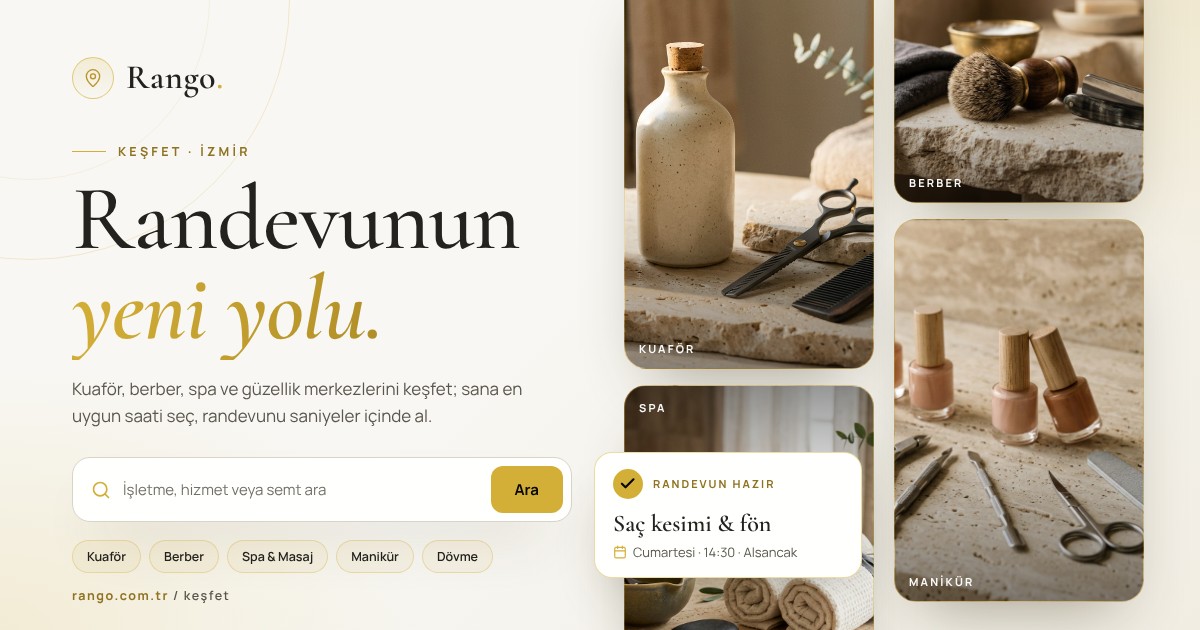 Rango.
KEŞFET · İZMİR
Randevunun
yeni yolu.
Kuaför, berber, spa ve güzellik merkezlerini keşfet; sana en
uygun saati seç, randevunu saniyeler içinde al.
İşletme, hizmet veya semt ara
Ara
Kuaför
Berber
Spa & Masaj
Manikür
Dövme
rango.com.tr / keşfet
KUAFÖR
SPA
RANDEVUN HAZIR
Saç kesimi & fön
Cumartesi · 14:30 · Alsancak
BERBER
MANİKÜR